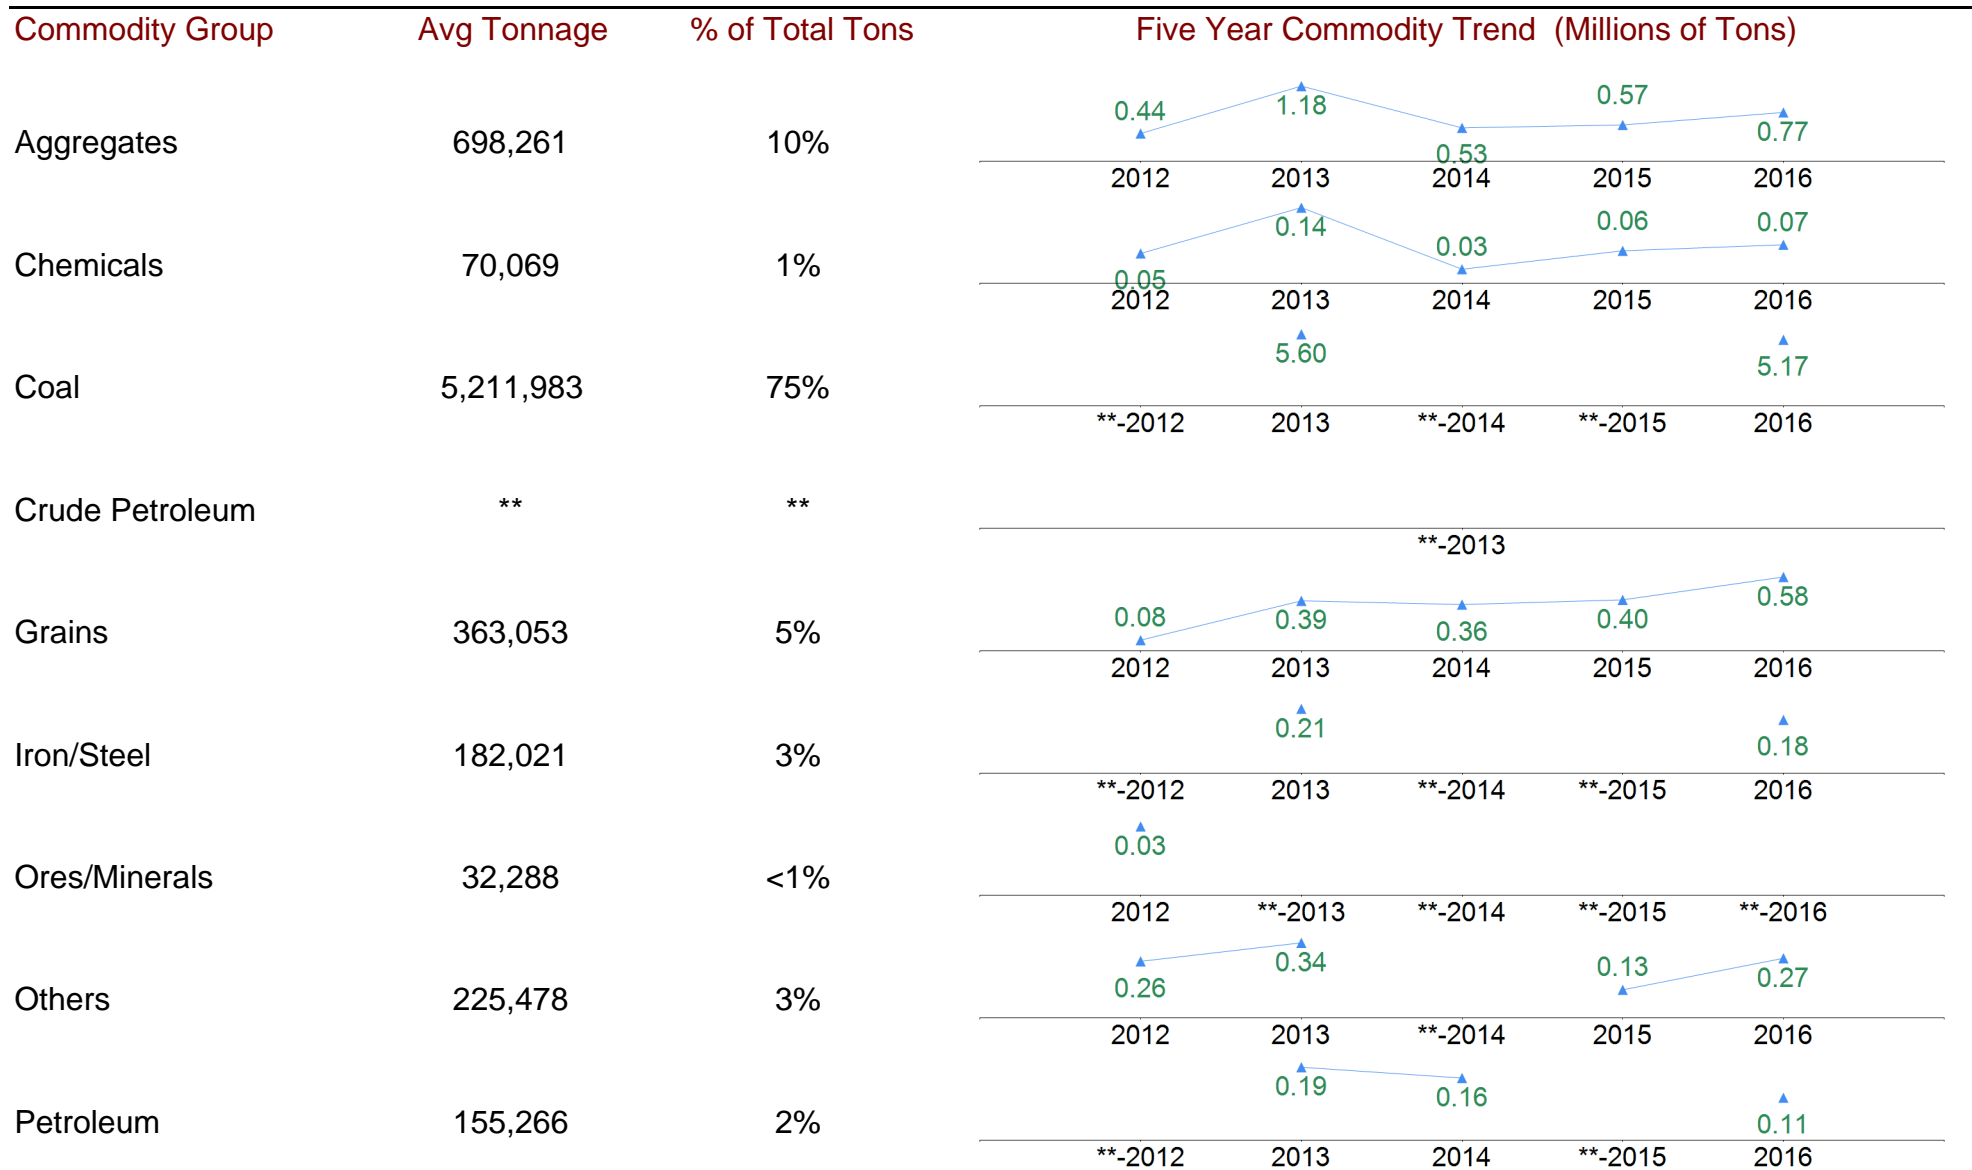 Commodity Group Avg Tonnage % of Total Tons Five Year Commodity Trend (Millions of Tons)
Aggregates 698,261 10%
0.44 1.18 0.53 0.57 0.77
2012 2013 2014 2015 2016
Chemicals 70,069 1%
0.05 0.14 0.03 0.06 0.07
2012 2013 2014 2015 2016
Coal 5,211,983 75%
5.60 5.17
**-2012 2013 **-2014 **-2015 2016
Crude Petroleum ** **
**-2013
Grains 363,053 5%
0.08 0.39 0.36 0.40 0.58
2012 2013 2014 2015 2016
Iron/Steel 182,021 3%
0.21 0.18
**-2012 2013 **-2014 **-2015 2016
Ores/Minerals 32,288 <1%
0.03
2012 **-2013 **-2014 **-2015 **-2016
Others 225,478 3%
0.26 0.34 0.13 0.27
2012 2013 **-2014 2015 2016
Petroleum 155,266 2%
0.19 0.16 0.11
**-2012 2013 2014 **-2015 2016